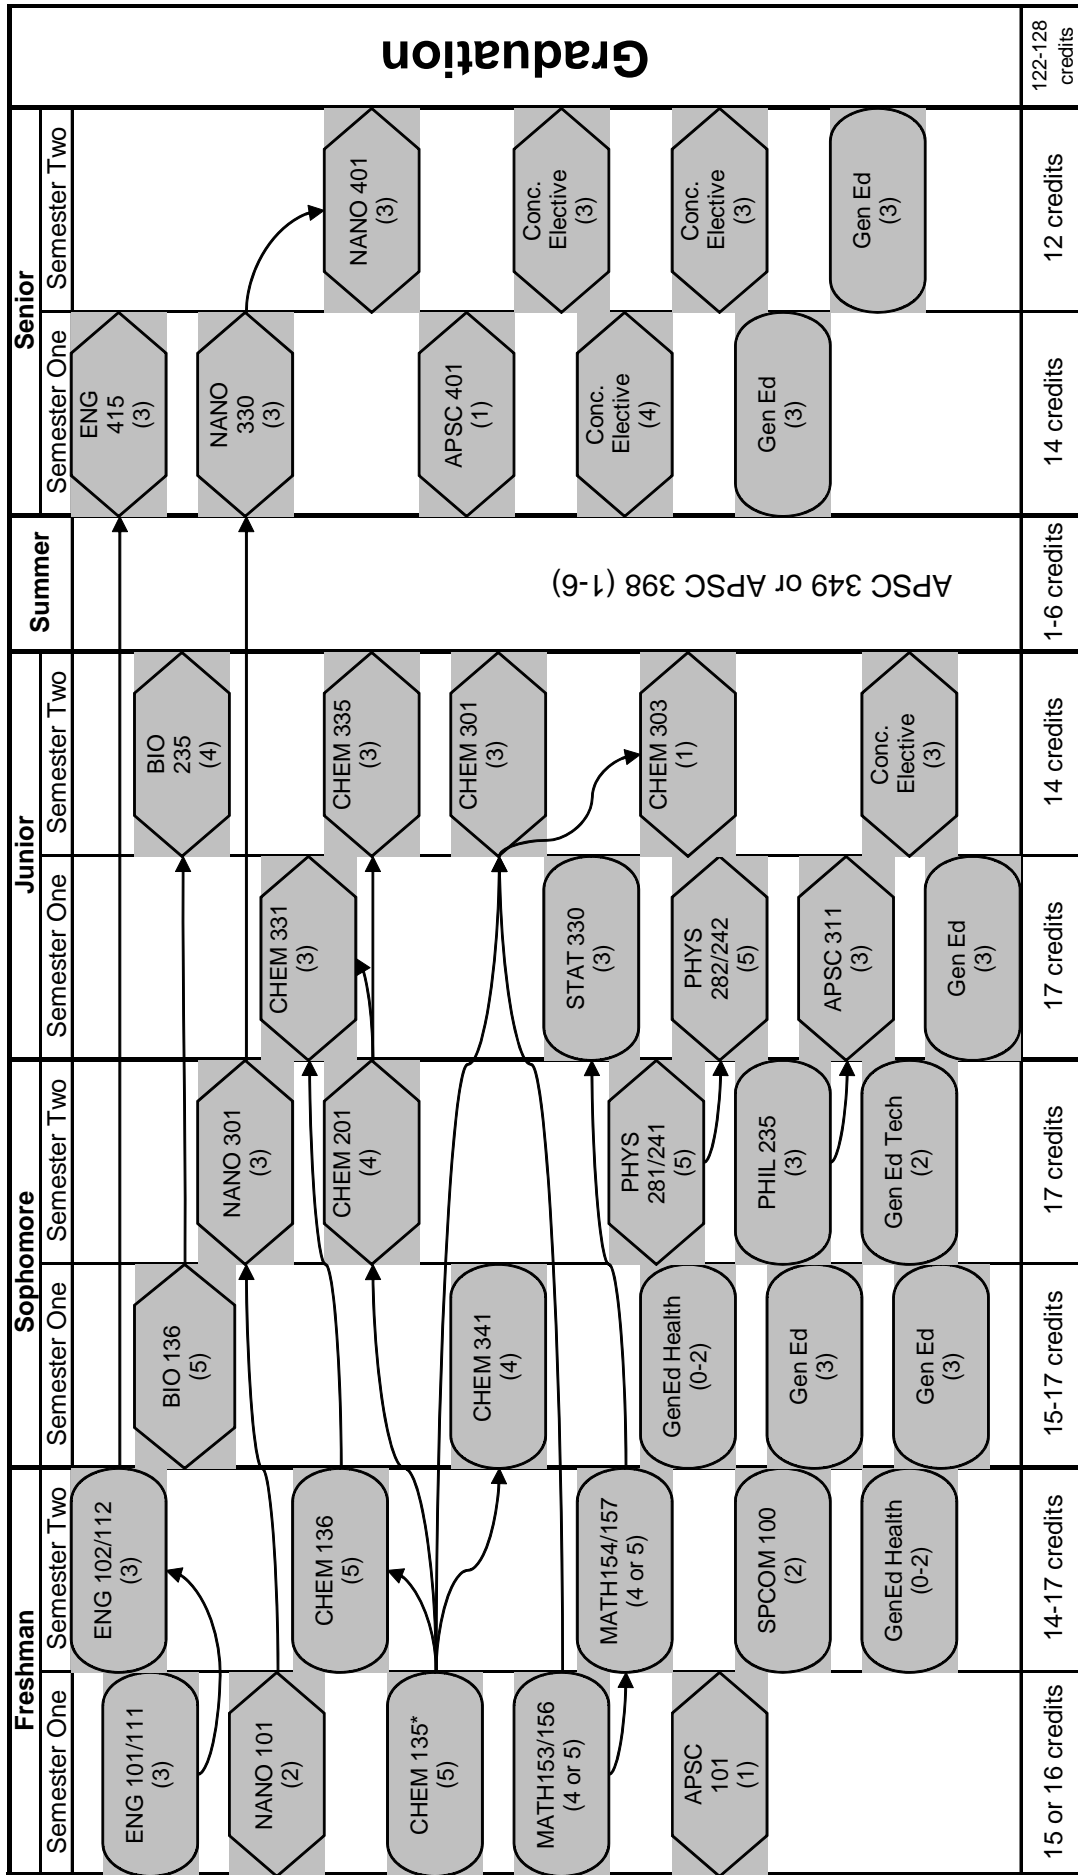 Freshman
Sophomore
Junior
Summer
Senior
Graduation
Semester One
Semester Two
Semester One
Semester Two
Semester One
Semester Two
Semester One
Semester Two
ENG 101/111
(3)
NANO 101
(2)
CHEM 135*
(5)
MATH153/156
(4 or 5)
APSC
101
(1)
15 or 16 credits
ENG 102/112
(3)
CHEM 136
(5)
MATH154/157
(4 or 5)
SPCOM 100
(2)
GenEd Health
(0-2)
14-17 credits
BIO 136
(5)
CHEM 341
(4)
GenEd Health
(0-2)
Gen Ed
(3)
Gen Ed
(3)
15-17 credits
NANO 301
(3)
CHEM 201
(4)
PHYS
281/241
(5)
PHIL 235
(3)
Gen Ed Tech
(2)
17 credits
CHEM 331
(3)
STAT 330
(3)
PHYS
282/242
(5)
APSC 311
(3)
Gen Ed
(3)
17 credits
BIO
235
(4)
CHEM 335
(3)
CHEM 301
(3)
CHEM 303
(1)
Conc.
Elective
(3)
14 credits
APSC 349 or APSC 398 (1-6)
1-6 credits
ENG
415
(3)
NANO
330
(3)
APSC 401
(1)
Conc.
Elective
(4)
Gen Ed
(3)
14 credits
NANO 401
(3)
Conc.
Elective
(3)
Conc.
Elective
(3)
Gen Ed
(3)
12 credits
122-128
credits